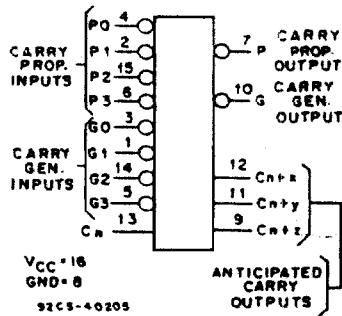 CARRY
PROP.
INPUTS
P0 4
P1 2
P2 15
P3 6
CARRY
GEN.
INPUTS
G0 3
G1 1
G2 14
G3 5
Cn 13
7 P
CARRY
PROP.
OUTPUT
10 G
CARRY
GEN.
OUTPUT
12 Cn+x
11 Cn+y
9 Cn+z
VCC = 16
GND = 8
92CS-40205
ANTICIPATED
CARRY
OUTPUTS